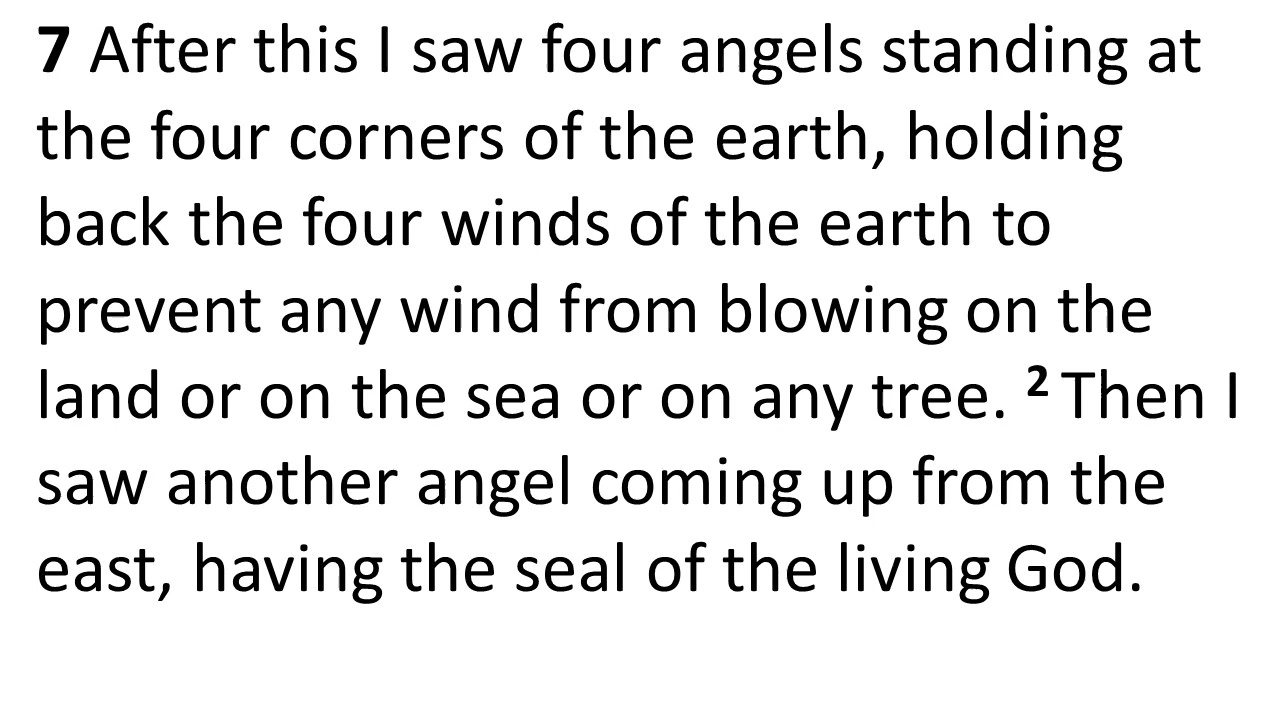 7 After this I saw four angels standing at
the four corners of the earth, holding
back the four winds of the earth to
prevent any wind from blowing on the
land or on the sea or on any tree. 2 Then I
saw another angel coming up from the
east, having the seal of the living God.